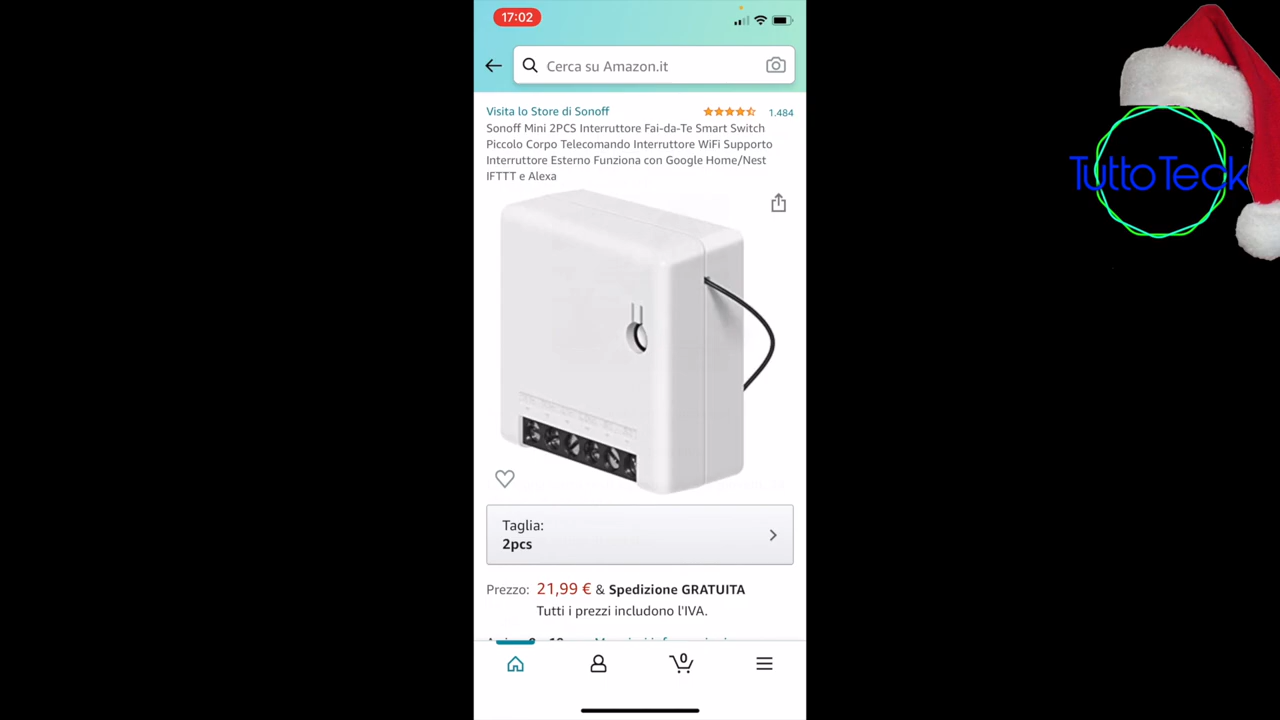 17:02
Cerca su Amazon.it
Visita lo Store di Sonoff
1.484
Sonoff Mini 2PCS Interruttore Fai-da-Te Smart Switch
Piccolo Corpo Telecomando Interruttore WiFi Supporto
Interruttore Esterno Funziona con Google Home/Nest
IFTTT e Alexa
Taglia:
2pcs
Prezzo: 21,99 € & Spedizione GRATUITA
Tutti i prezzi includono l'IVA.
0
TuttoTeck